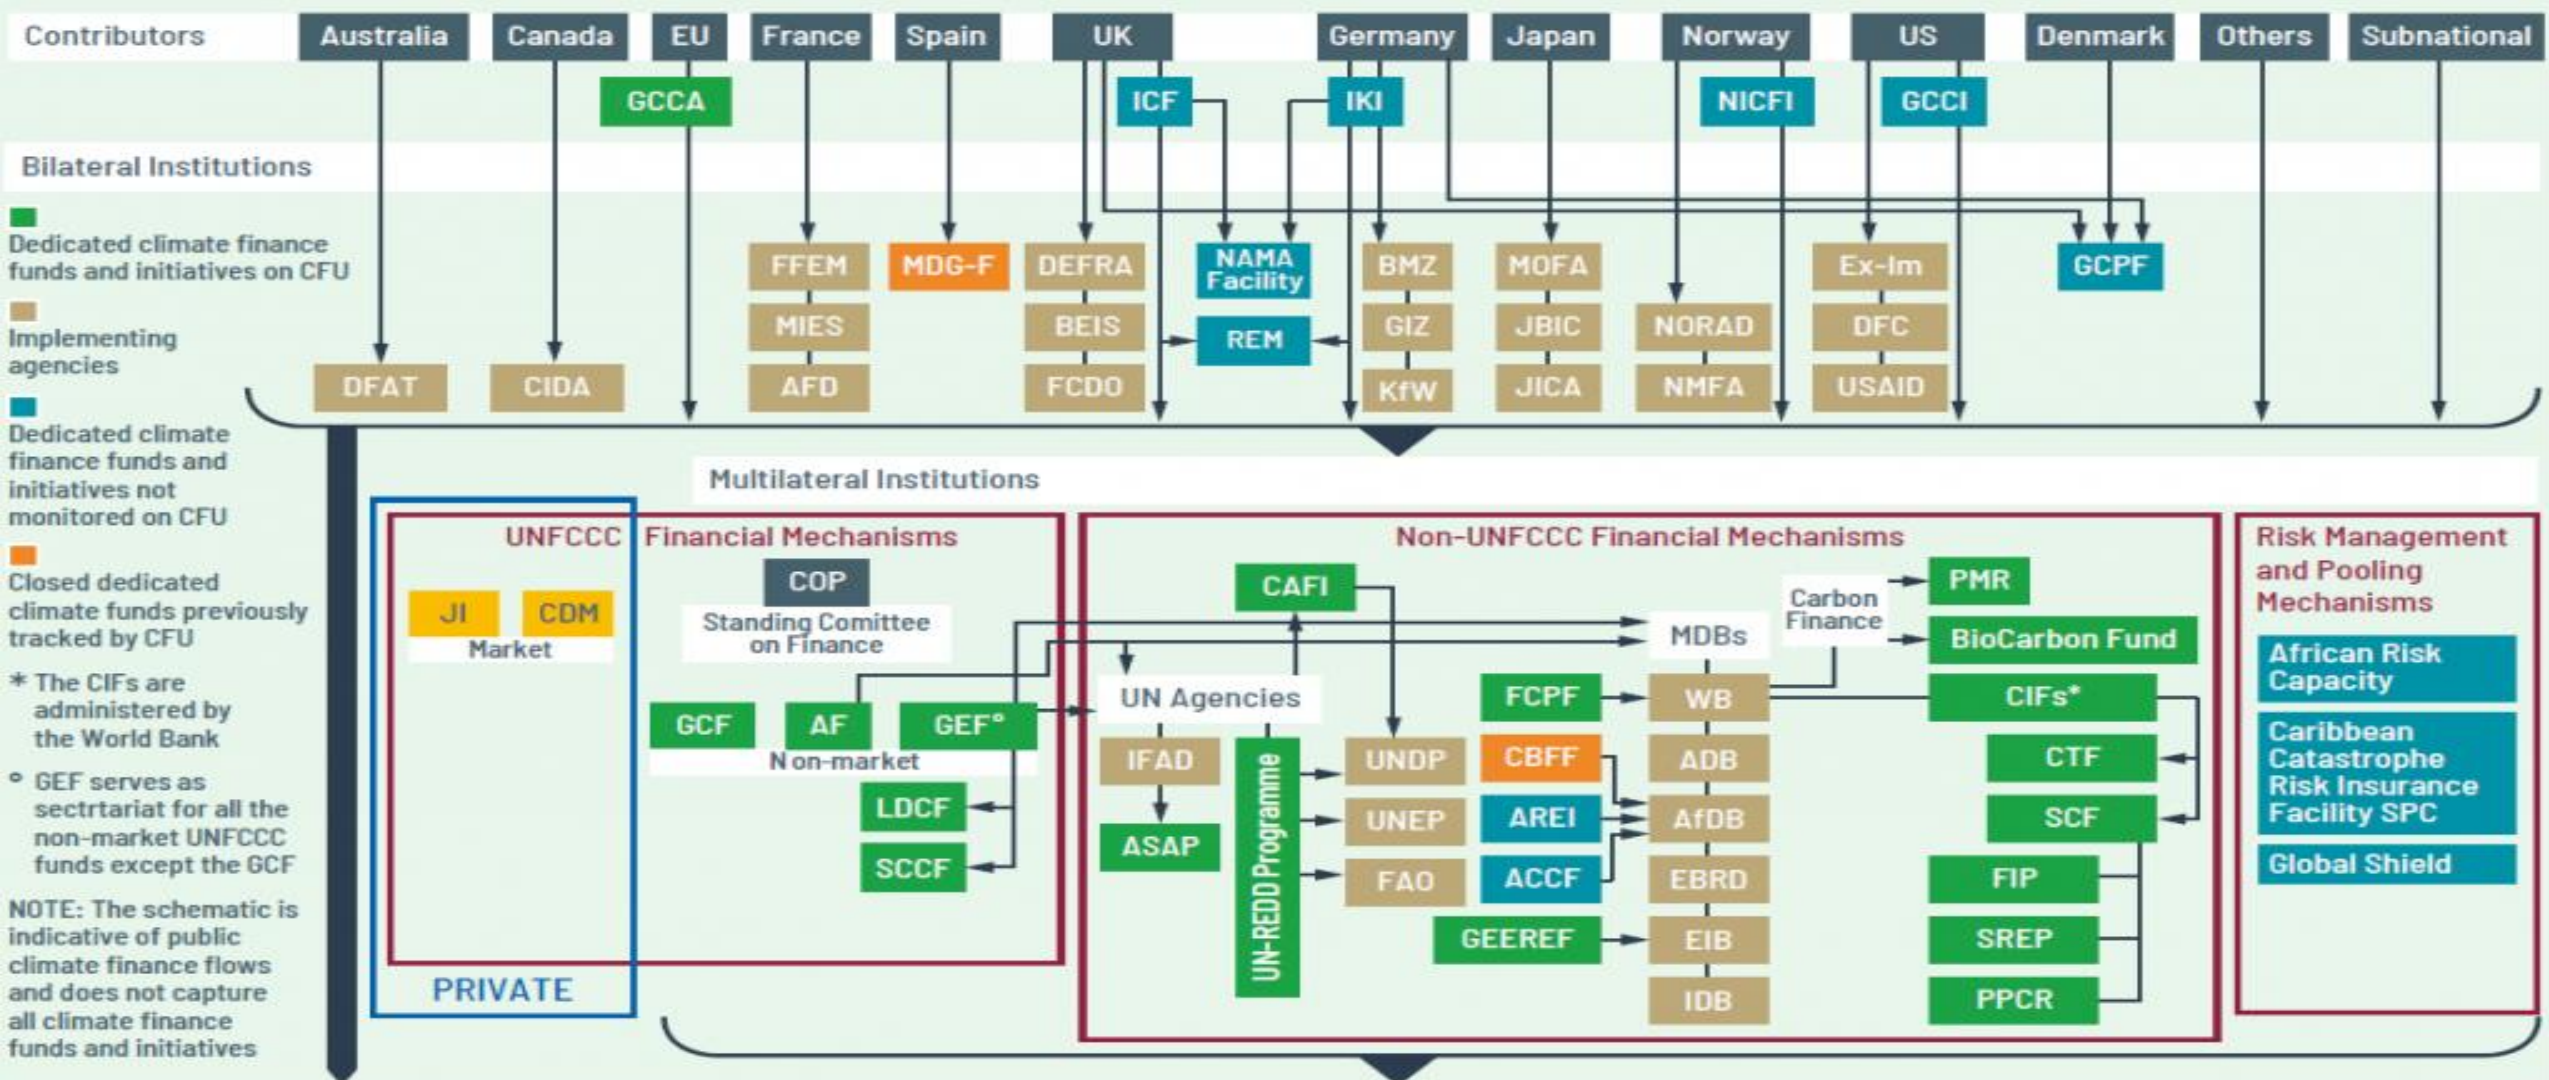 Contributors
Australia
Canada
EU
France
Spain
UK
Germany
Japan
Norway
US
Denmark
Others
Subnational
GCCA
ICF
IKI
NICFI
GCCI
Bilateral Institutions
Dedicated climate finance
funds and initiatives on CFU
Implementing
agencies
Dedicated climate
finance funds and
initiatives not
monitored on CFU
Closed dedicated
climate funds previously
tracked by CFU
* The CIFs are
administered by
the World Bank
° GEF serves as
sectrtariat for all the
non-market UNFCCC
funds except the GCF
NOTE: The schematic is
indicative of public
climate finance flows
and does not capture
all climate finance
funds and initiatives
FFEM
MDG-F
DEFRA
NAMA
Facility
BMZ
MOFA
Ex-Im
GCPF
MIES
BEIS
REM
GIZ
JBIC
NORAD
DFC
DFAT
CIDA
AFD
FCDO
KfW
JICA
NMFA
USAID
Multilateral Institutions
UNFCCC Financial Mechanisms
JI
CDM
Market
PRIVATE
COP
Standing Comittee
on Finance
GCF
AF
GEF°
Non-market
LDCF
SCCF
Non-UNFCCC Financial Mechanisms
CAFI
UN Agencies
IFAD
ASAP
UN-REDD Programme
UNDP
UNEP
FAO
FCPF
CBFF
AREI
ACCF
GEEREF
MDBs
WB
ADB
AfDB
EBRD
EIB
IDB
Carbon
Finance
PMR
BioCarbon Fund
CIFs*
CTF
SCF
FIP
SREP
PPCR
Risk Management
and Pooling
Mechanisms
African Risk
Capacity
Caribbean
Catastrophe
Risk Insurance
Facility SPC
Global Shield